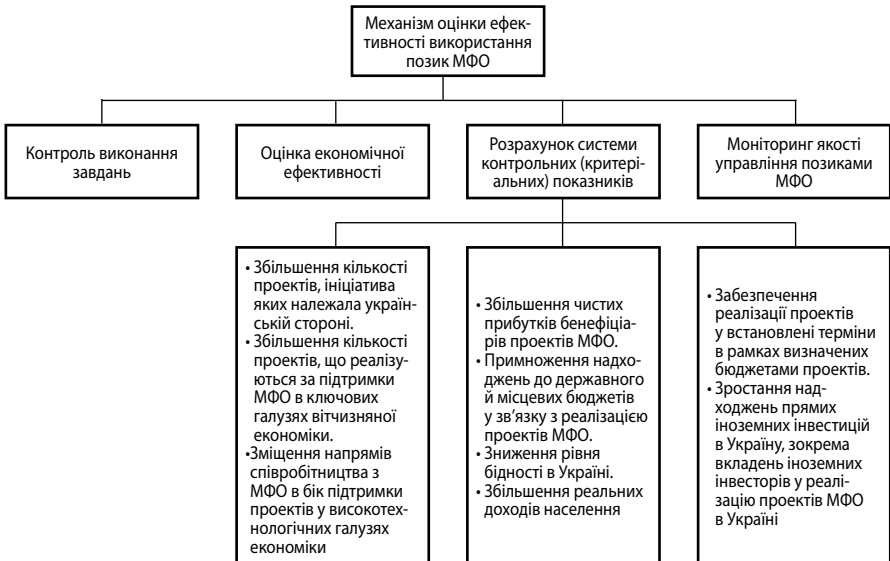 Механізм оцінки ефек-
тивності використання
позик МФО
Контроль виконання
завдань
Оцінка економічної
ефективності
Розрахунок системи
контрольних (критері-
альних) показників
Моніторинг якості
управління позиками
МФО
• Збільшення кількості
проектів, ініціатива
яких належала україн-
ській стороні.
• Збільшення кількості
проектів, що реалізу-
ються за підтримки
МФО в ключових
галузях вітчизняної
економіки.
•Зміщення напрямів
співробітництва з
МФО в бік підтримки
проектів у високотех-
нологічних галузях
економіки
• Збільшення чистих
прибутків бенефіціа-
рів проектів МФО.
• Примноження надхо-
джень до державного
й місцевих бюджетів
у зв’язку з реалізацією
проектів МФО.
• Зниження рівня
бідності в Україні.
• Збільшення реальних
доходів населення
• Забезпечення
реалізації проектів
у встановлені терміни
в рамках визначених
бюджетами проектів.
• Зростання над-
ходжень прямих
іноземних інвестицій
в Україну, зокрема
вкладень іноземних
інвесторів у реалі-
зацію проектів МФО
в Україні